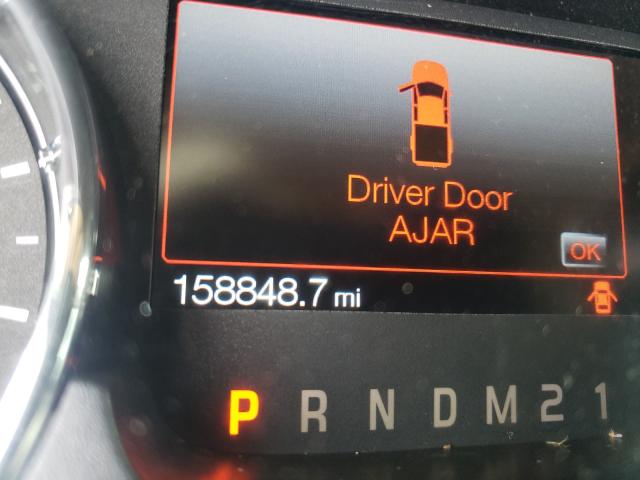 Driver Door
AJAR
OK
158848.7 mi
P R N D M 2 1